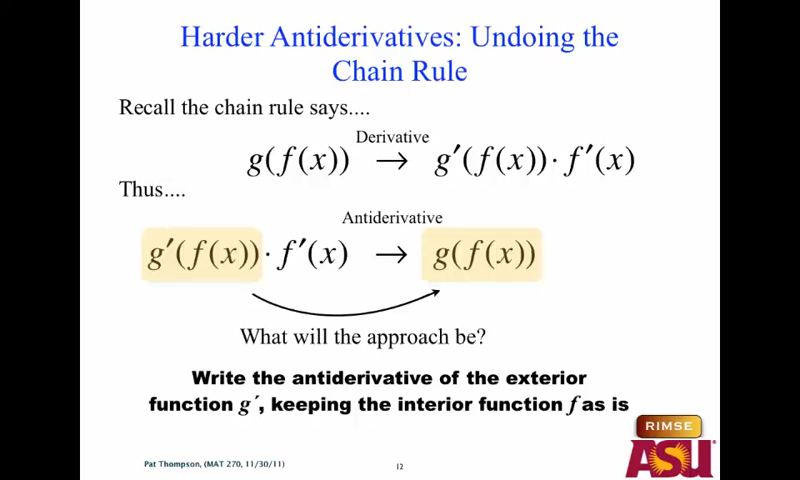 Harder Antiderivatives: Undoing the
Chain Rule
Recall the chain rule says....
Derivative
g(f(x)) → g′(f(x))· f′(x)
Thus....
Antiderivative
g′(f(x))· f′(x) → g(f(x))
What will the approach be?
Write the antiderivative of the exterior
function g′, keeping the interior function f as is
RIMSE
ASU
Pat Thompson, (MAT 270, 11/30/11)
12